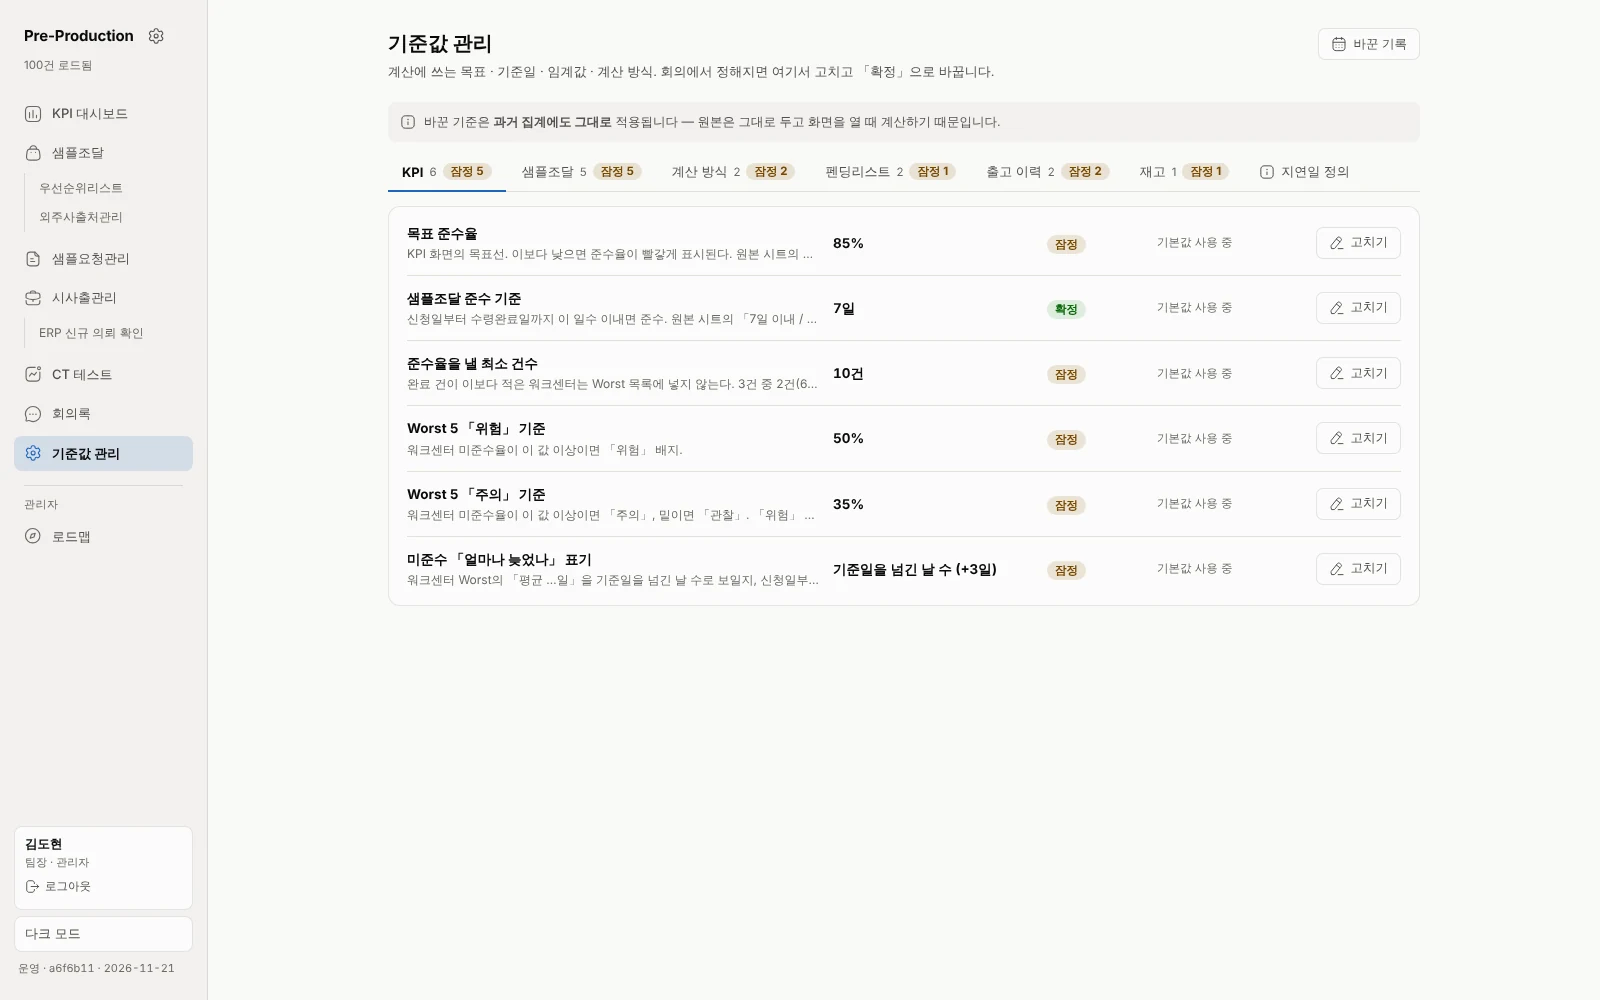 Pre-Production
100건 로드됨
KPI 대시보드
샘플조달
우선순위리스트
외주사출처관리
샘플요청관리
시사출관리
ERP 신규 의뢰 확인
CT 테스트
회의록
기준값 관리
관리자
로드맵
김도현
팀장 · 관리자
로그아웃
다크 모드
운영 · a6f6b11 · 2026-11-21
기준값 관리
바꾼 기록
계산에 쓰는 목표 · 기준일 · 임계값 · 계산 방식. 회의에서 정해지면 여기서 고치고 「확정」으로 바꿉니다.
바꾼 기준은 과거 집계에도 그대로 적용됩니다 — 원본은 그대로 두고 화면을 열 때 계산하기 때문입니다.
KPI 6 잠정 5 샘플조달 5 잠정 5 계산 방식 2 잠정 2 펜딩리스트 2 잠정 1 출고 이력 2 잠정 2 재고 1 잠정 1 지연일 정의
목표 준수율
KPI 화면의 목표선. 이보다 낮으면 준수율이 빨갛게 표시된다. 원본 시트의 ...
85% 잠정 기본값 사용 중 고치기
샘플조달 준수 기준
신청일부터 수령완료일까지 이 일수 이내면 준수. 원본 시트의 「7일 이내 / ...
7일 확정 기본값 사용 중 고치기
준수율을 낼 최소 건수
완료 건이 이보다 적은 워크센터는 Worst 목록에 넣지 않는다. 3건 중 2건(6...
10건 잠정 기본값 사용 중 고치기
Worst 5 「위험」 기준
워크센터 미준수율이 이 값 이상이면 「위험」 배지.
50% 잠정 기본값 사용 중 고치기
Worst 5 「주의」 기준
워크센터 미준수율이 이 값 이상이면 「주의」, 밑이면 「관찰」. 「위험」 ...
35% 잠정 기본값 사용 중 고치기
미준수 「얼마나 늦었나」 표기
워크센터 Worst의 「평균 ...일」을 기준일을 넘긴 날 수로 보일지, 신청일부...
기준일을 넘긴 날 수 (+3일) 잠정 기본값 사용 중 고치기